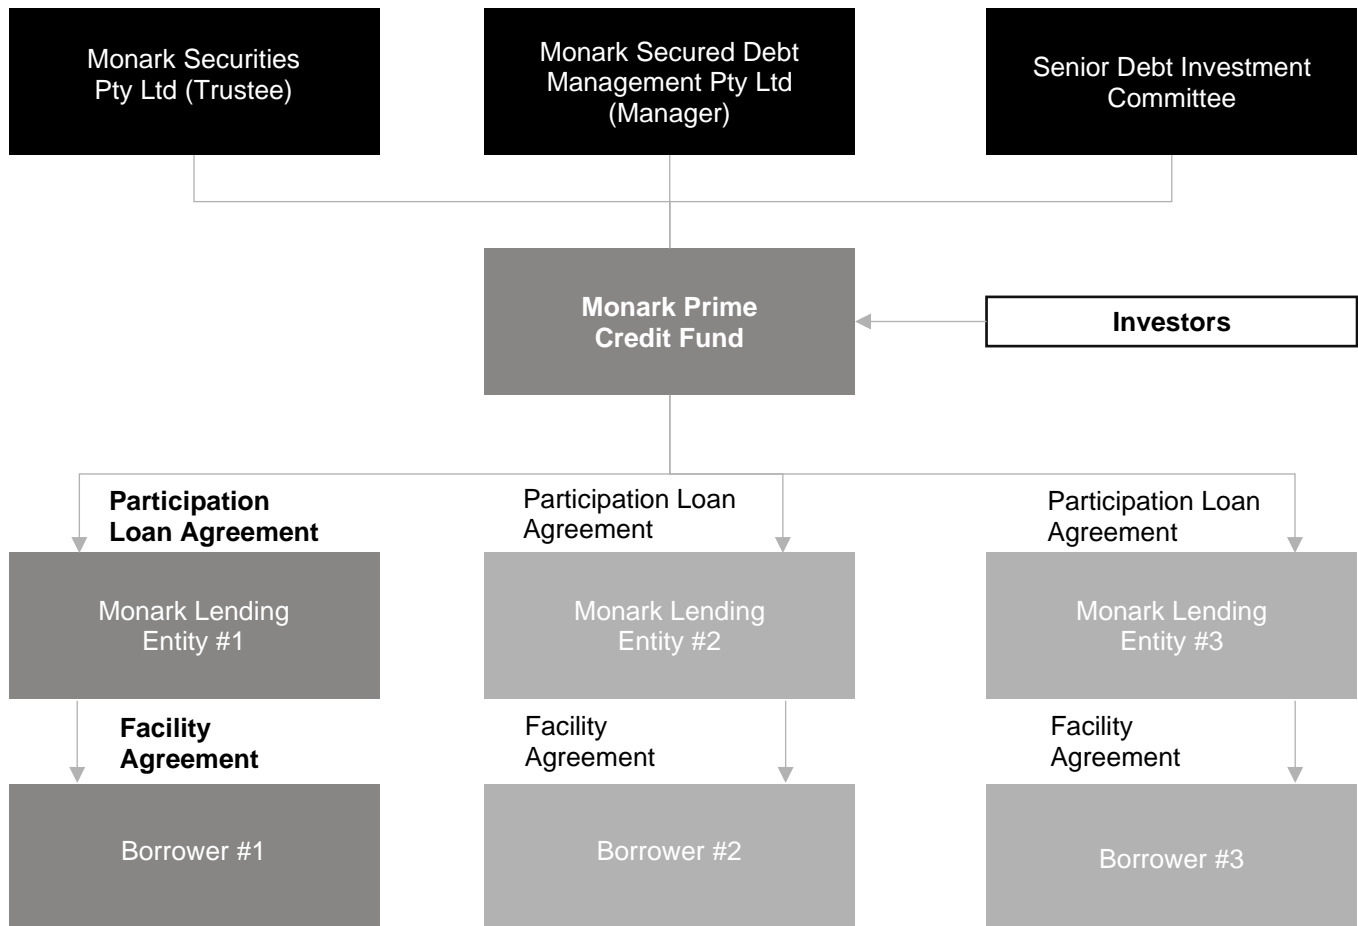 Monark Securities
Pty Ltd (Trustee)
Monark Secured Debt
Management Pty Ltd
(Manager)
Senior Debt Investment
Committee
Monark Prime
Credit Fund
Investors
Participation
Loan Agreement
Participation Loan
Agreement
Participation Loan
Agreement
Monark Lending
Entity #1
Monark Lending
Entity #2
Monark Lending
Entity #3
Facility
Agreement
Facility
Agreement
Facility
Agreement
Borrower #1
Borrower #2
Borrower #3